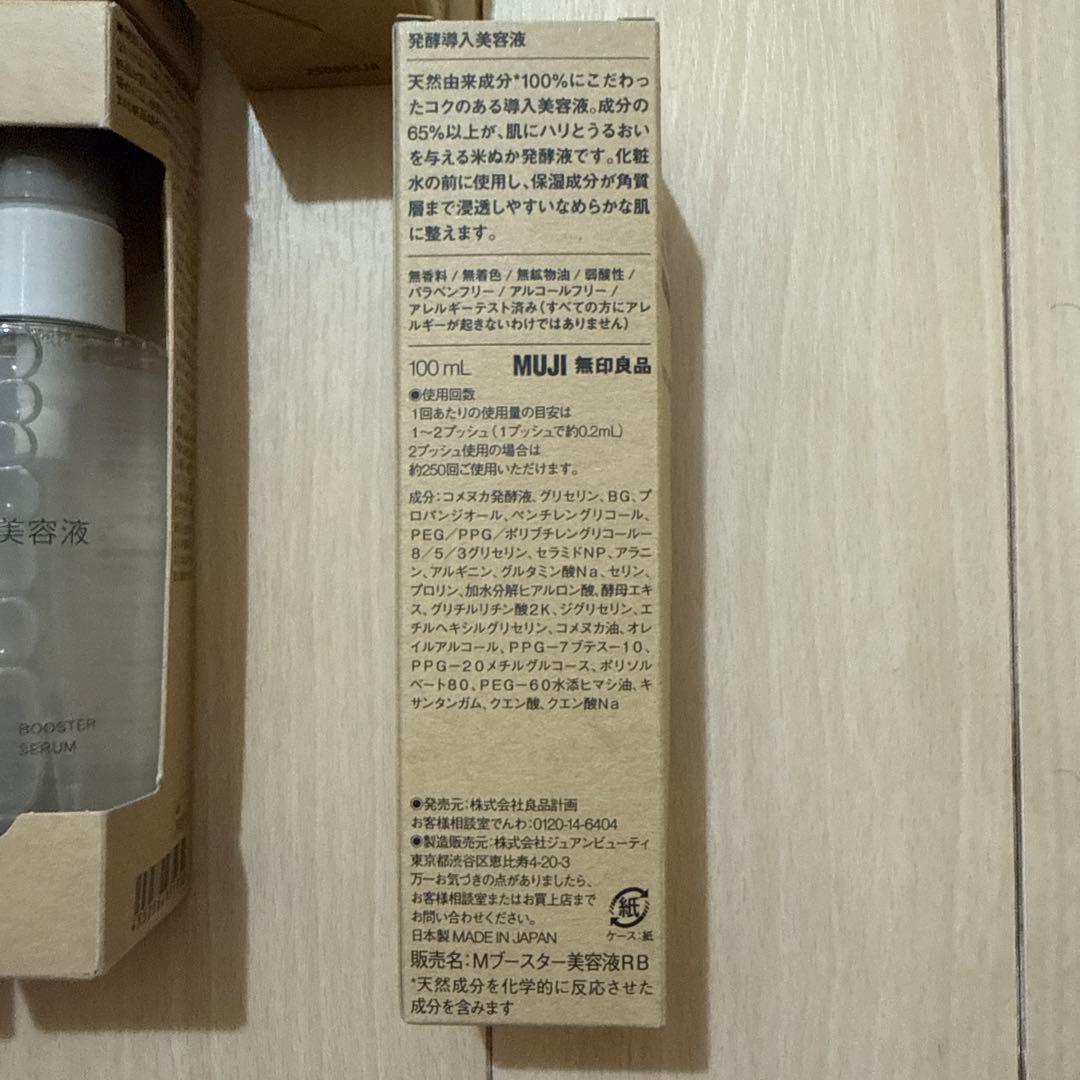 発酵導入美容液
天然由来成分*100%にこだわっ
たコクのある導入美容液。成分の
65%以上が、肌にハリとうるおい
を与える米ぬか発酵液です。化粧
水の前に使用し、保湿成分が角質
層まで浸透しやすいなめらかな肌
に整えます。
無香料/無着色/無鉱物油/弱酸性/
パラベンフリー/アルコールフリー/
アレルギーテスト済み(すべての方にアレ
ルギーが起きないわけではありません)
100mL MUJI 無印良品
◉使用回数
1回あたりの使用量の目安は
1〜2プッシュ(1プッシュで約0.2mL)
2プッシュ使用の場合は
約250回ご使用いただけます。
成分:コメヌカ発酵液、グリセリン、BG、プ
ロパンジオール、ペンチレングリコール、
PEG/PPG/ポリブチレングリコールー
8/5/3グリセリン、セラミドNP、アラニ
ン、アルギニン、グルタミン酸Na、セリン、
プロリン、加水分解ヒアルロン酸、酵母エキ
ス、グリチルリチン酸2K、ジグリセリン、エ
チルヘキシルグリセリン、コメヌカ油、オレ
イルアルコール、PPG-7ブテス-10、
PPG-20メチルグルコース、ポリソル
ベート80、PEG-60水添ヒマシ油、キ
サンタンガム、クエン酸、クエン酸Na
◉発売元:株式会社良品計画
お客様相談室でんわ:0120-14-6404
◉製造販売元:株式会社ジュアンビューティ
東京都渋谷区恵比寿4-20-3
万一お気づきの点がありましたら、
お客様相談室またはお買上店まで
お問い合わせください。
紙
日本製 MADE IN JAPAN ケース:紙
販売名:Mブースター美容液RB
*天然成分を化学的に反応させた
成分を含みます
美容液
BOOSTER
SERUM